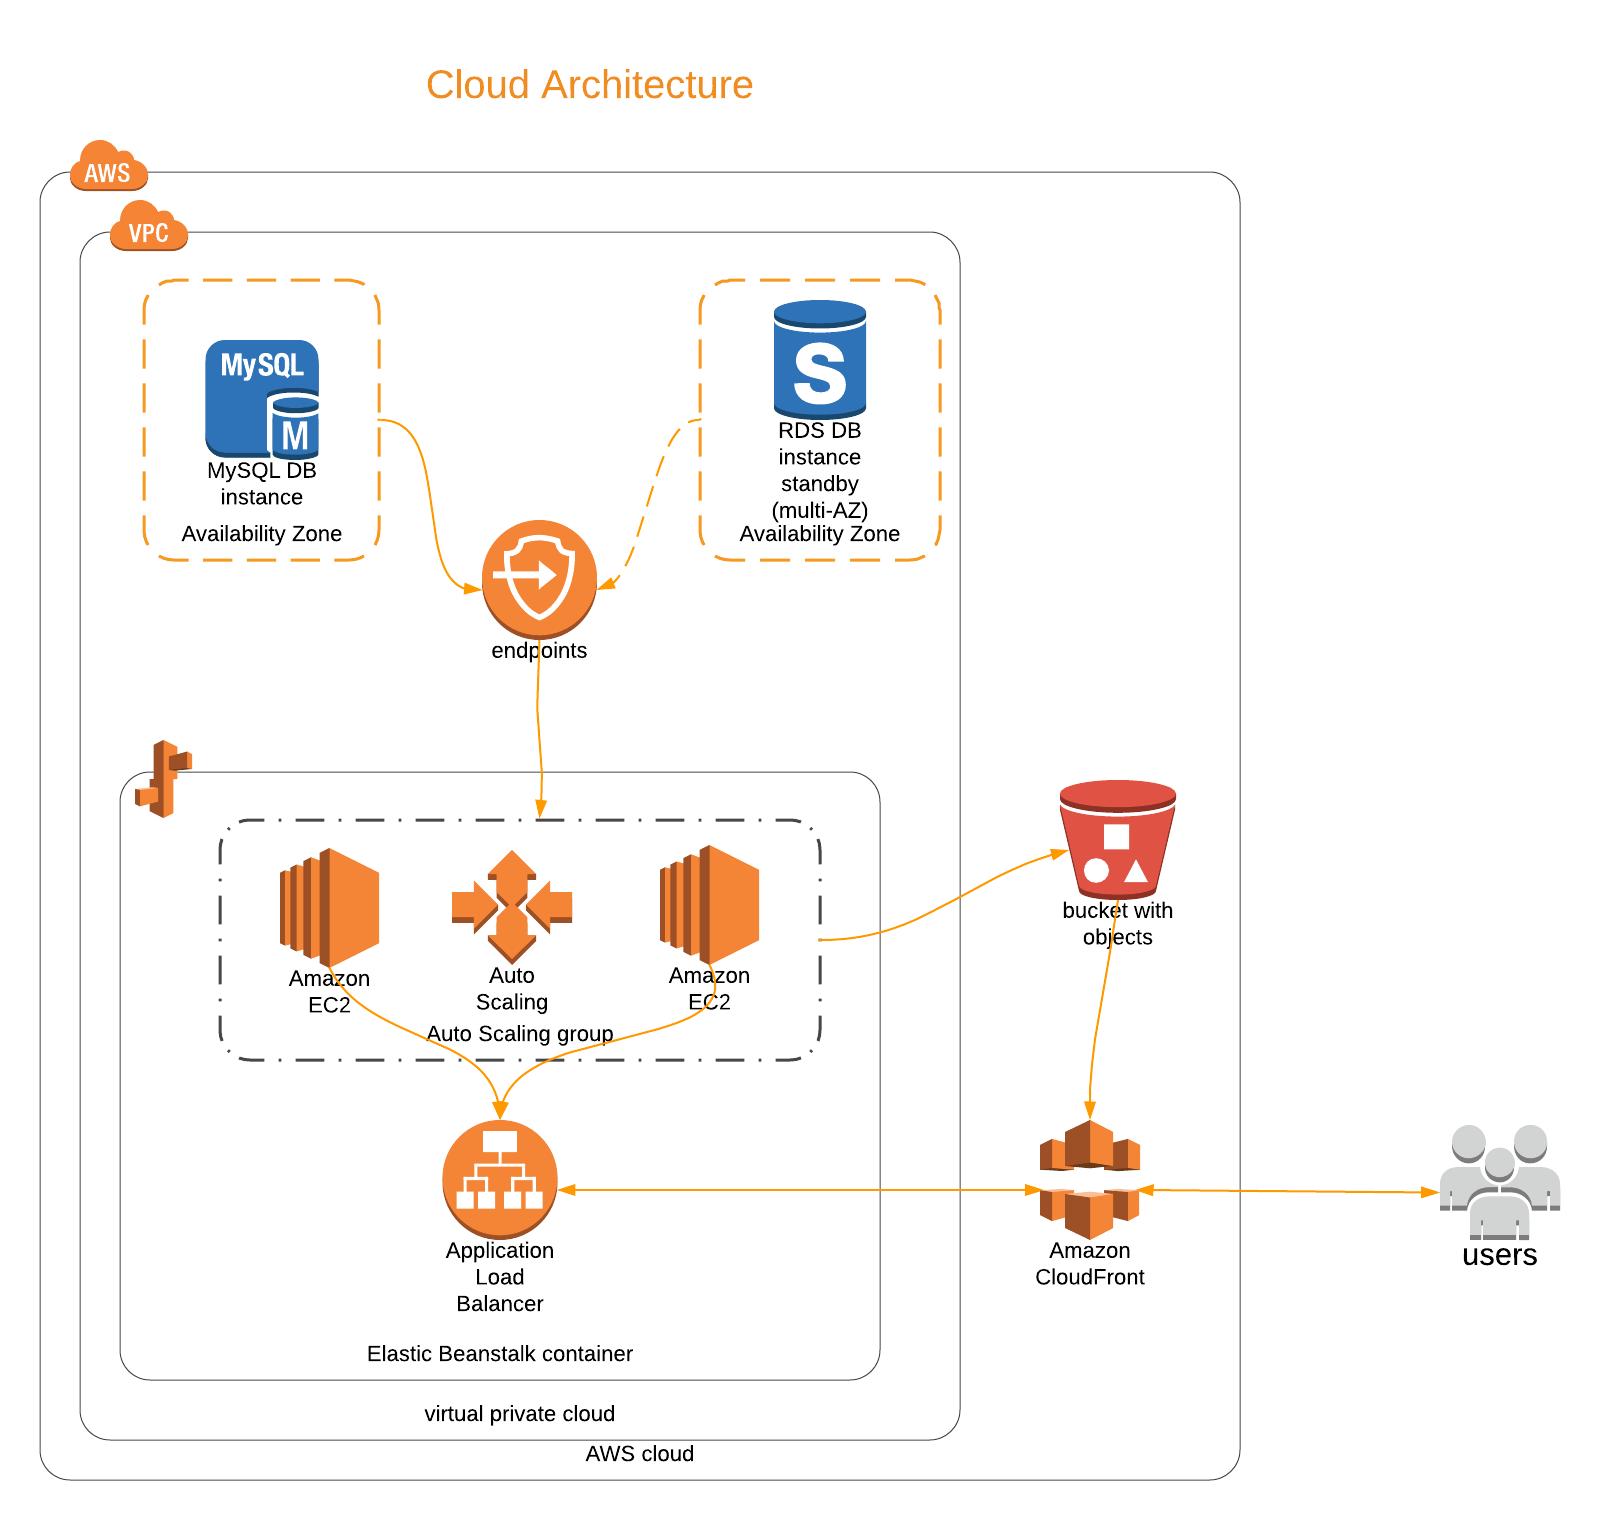 Cloud Architecture
AWS
VPC
MySQL
M
MySQL DB
instance
Availability Zone
S
RDS DB
instance
standby
(multi-AZ)
Availability Zone
endpoints
Amazon
EC2
Auto
Scaling
Amazon
EC2
Auto Scaling group
bucket with
objects
Application
Load
Balancer
Amazon
CloudFront
users
Elastic Beanstalk container
virtual private cloud
AWS cloud